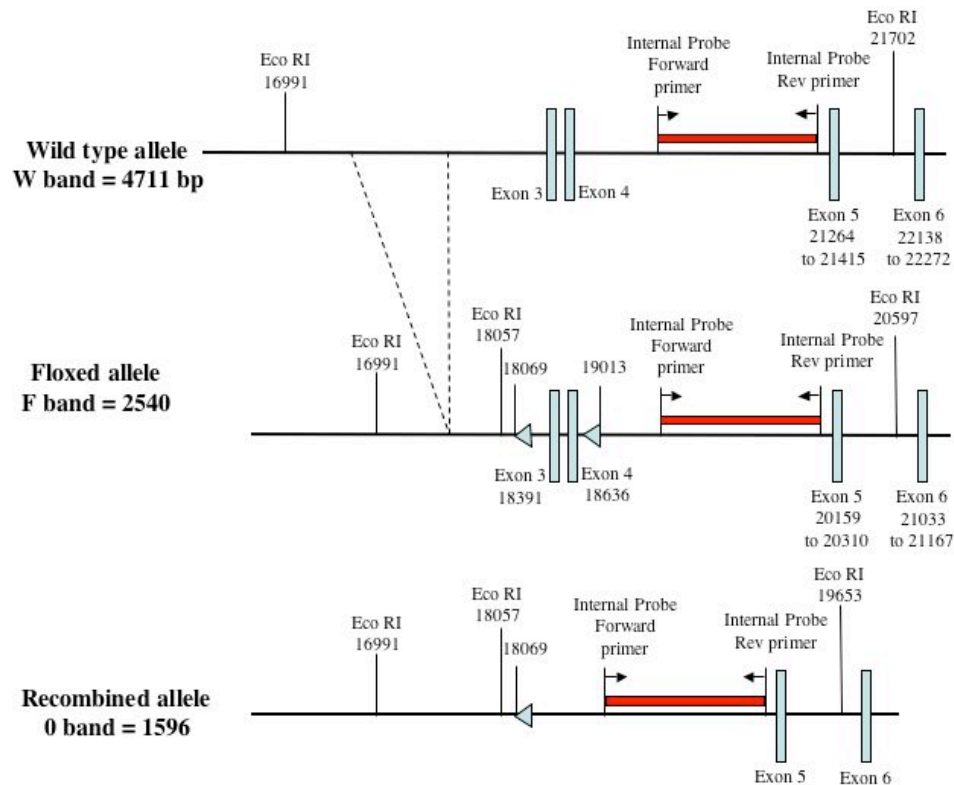 Eco RI
16991
Internal Probe
Forward
primer
Internal Probe
Rev primer
Eco RI
21702
Wild type allele
W band = 4711 bp
Exon 3
Exon 4
Exon 5
21264
to 21415
Exon 6
22138
to 22272
Floxed allele
F band = 2540
Eco RI
16991
Eco RI
18057
18069
19013
Internal Probe
Forward
primer
Internal Probe
Rev primer
Eco RI
20597
Exon 3
18391
Exon 4
18636
Exon 5
20159
to 20310
Exon 6
21033
to 21167
Recombined allele
0 band = 1596
Eco RI
16991
Eco RI
18057
18069
Internal Probe
Forward
primer
Internal Probe
Rev primer
Eco RI
19653
Exon 5
Exon 6